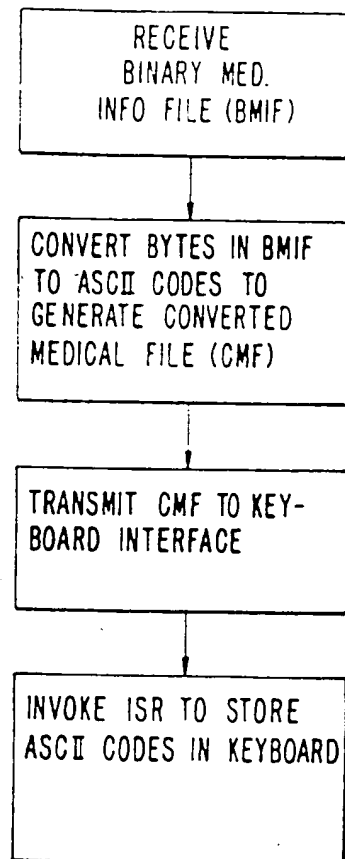 RECEIVE
BINARY MED.
INFO FILE (BMIF)
CONVERT BYTES IN BMIF
TO ASCII CODES TO
GENERATE CONVERTED
MEDICAL FILE (CMF)
TRANSMIT CMF TO KEY-
BOARD INTERFACE
INVOKE ISR TO STORE
ASCII CODES IN KEYBOARD